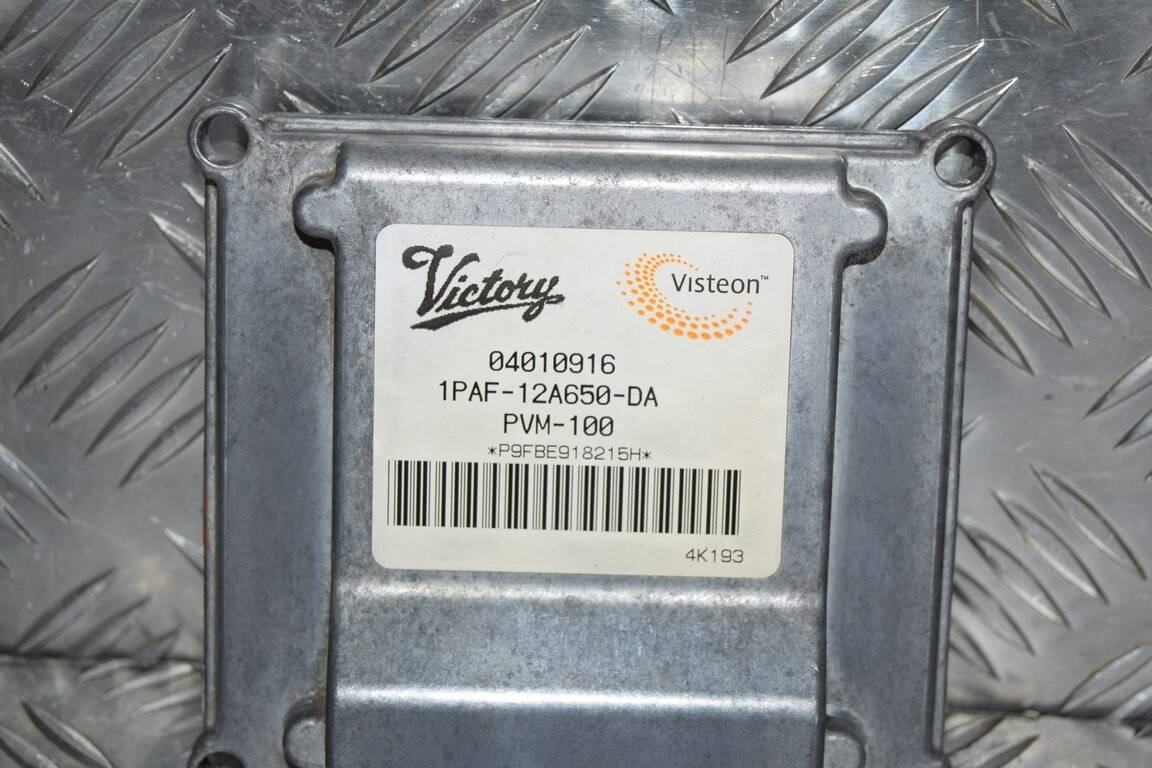 Victory
Visteon™
04010916
1PAF-12A650-DA
PVM-100
*P9FBE918215H*
4K193